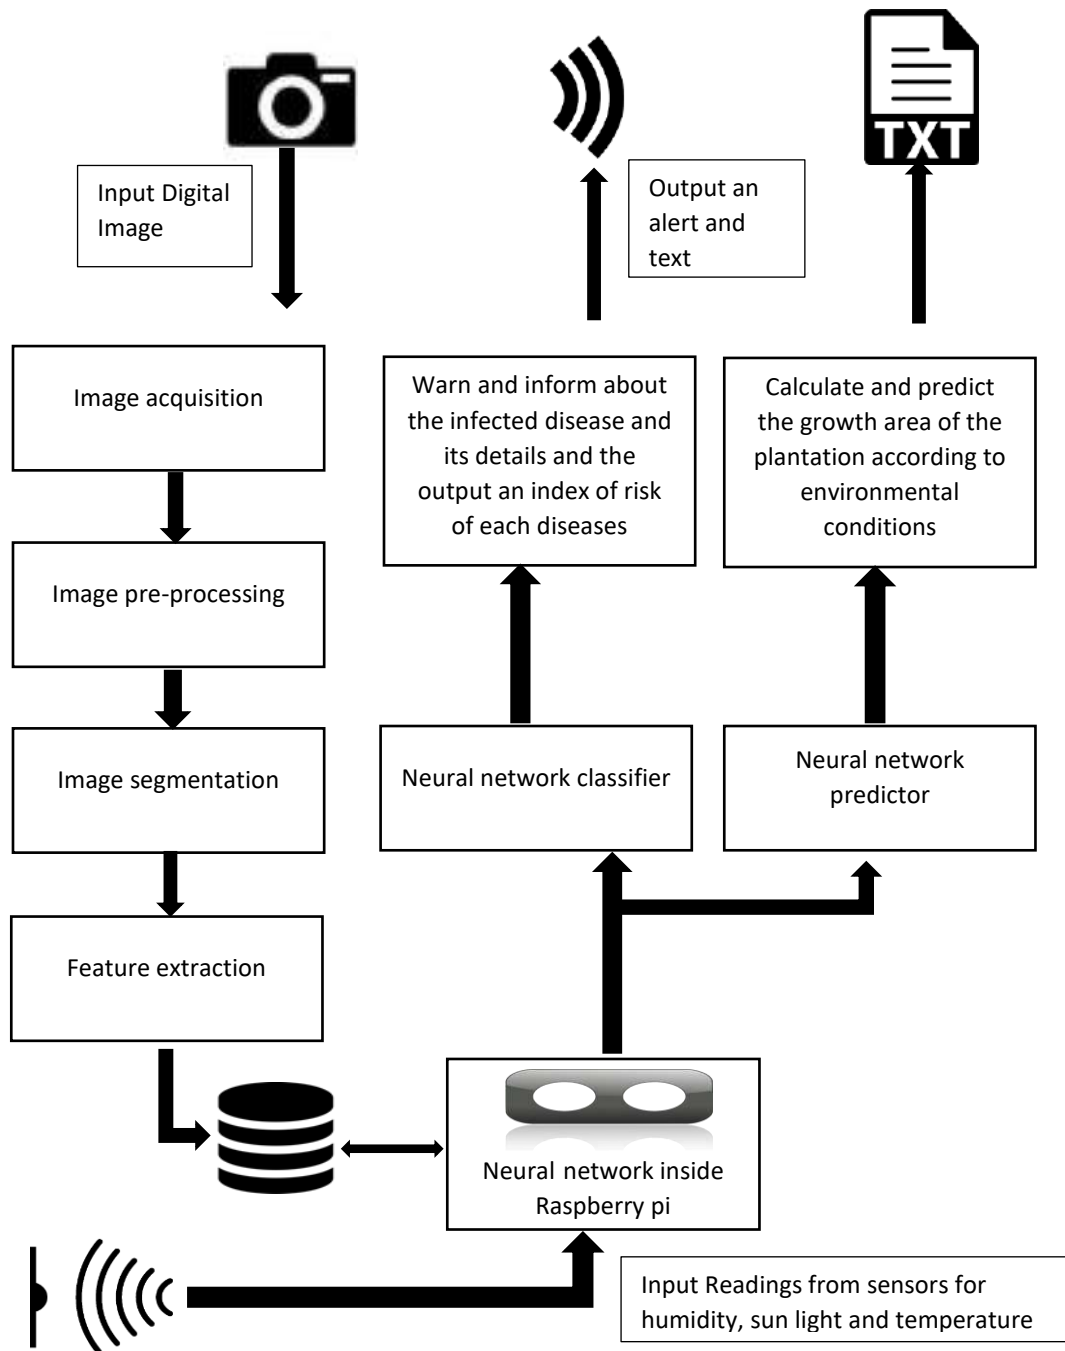 TXT
Input Digital
Image
Output an
alert and
text
Image acquisition
Warn and inform about
the infected disease and
its details and the
output an index of risk
of each diseases
Calculate and predict
the growth area of the
plantation according to
environmental
conditions
Image pre-processing
Image segmentation
Neural network classifier
Neural network
predictor
Feature extraction
Neural network inside
Raspberry pi
Input Readings from sensors for
humidity, sun light and temperature